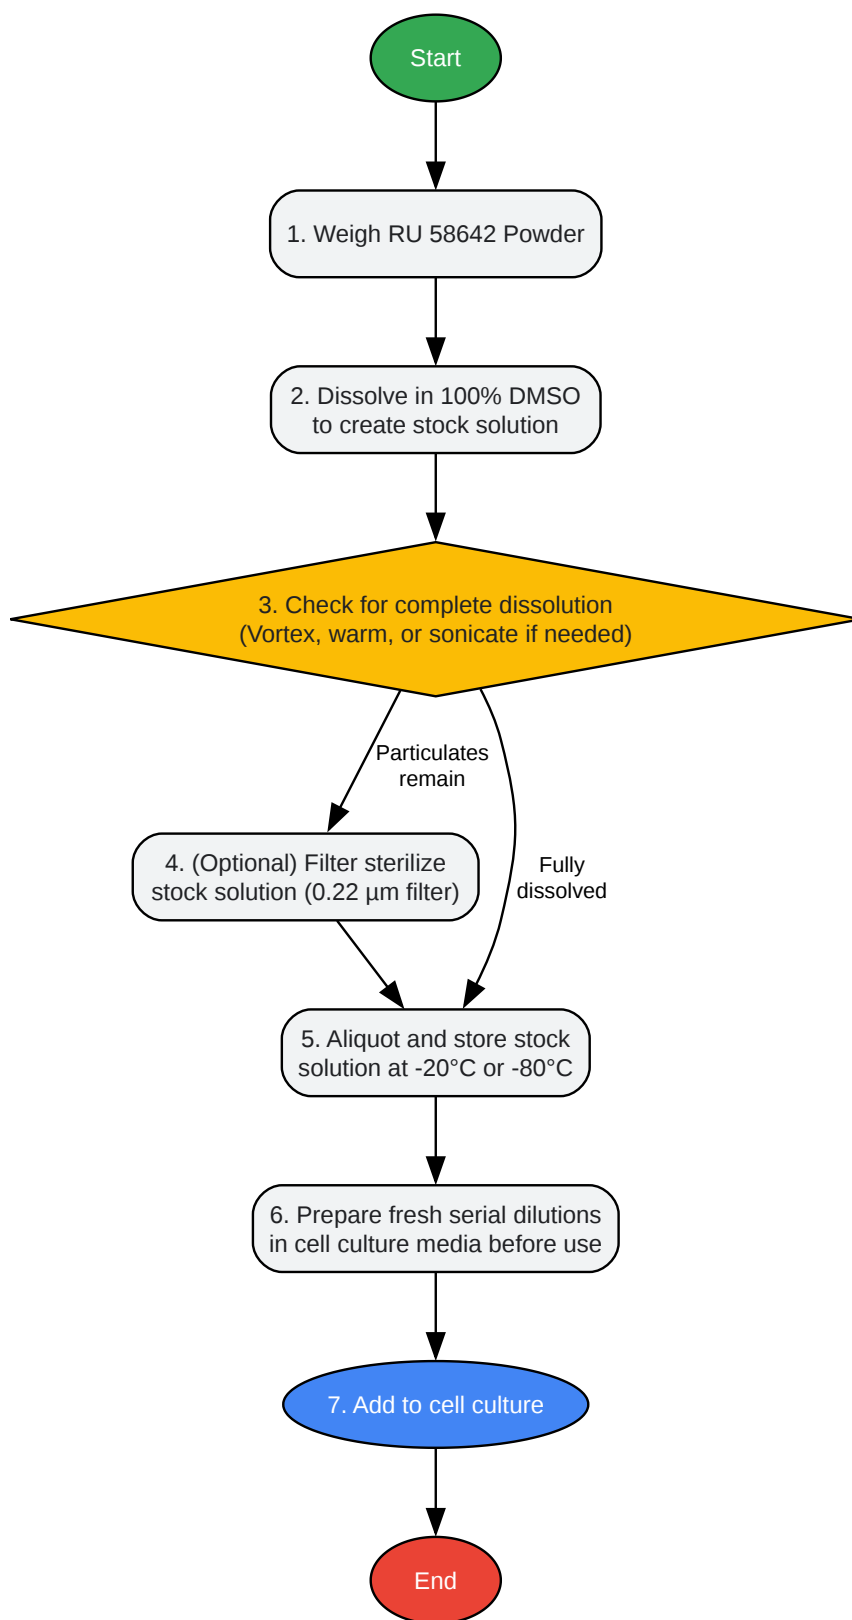 Start
1. Weigh RU 58642 Powder
2. Dissolve in 100% DMSO
to create stock solution
3. Check for complete dissolution
(Vortex, warm, or sonicate if needed)
Particulates
remain
4. (Optional) Filter sterilize
stock solution (0.22 µm filter)
Fully
dissolved
5. Aliquot and store stock
solution at -20°C or -80°C
6. Prepare fresh serial dilutions
in cell culture media before use
7. Add to cell culture
End